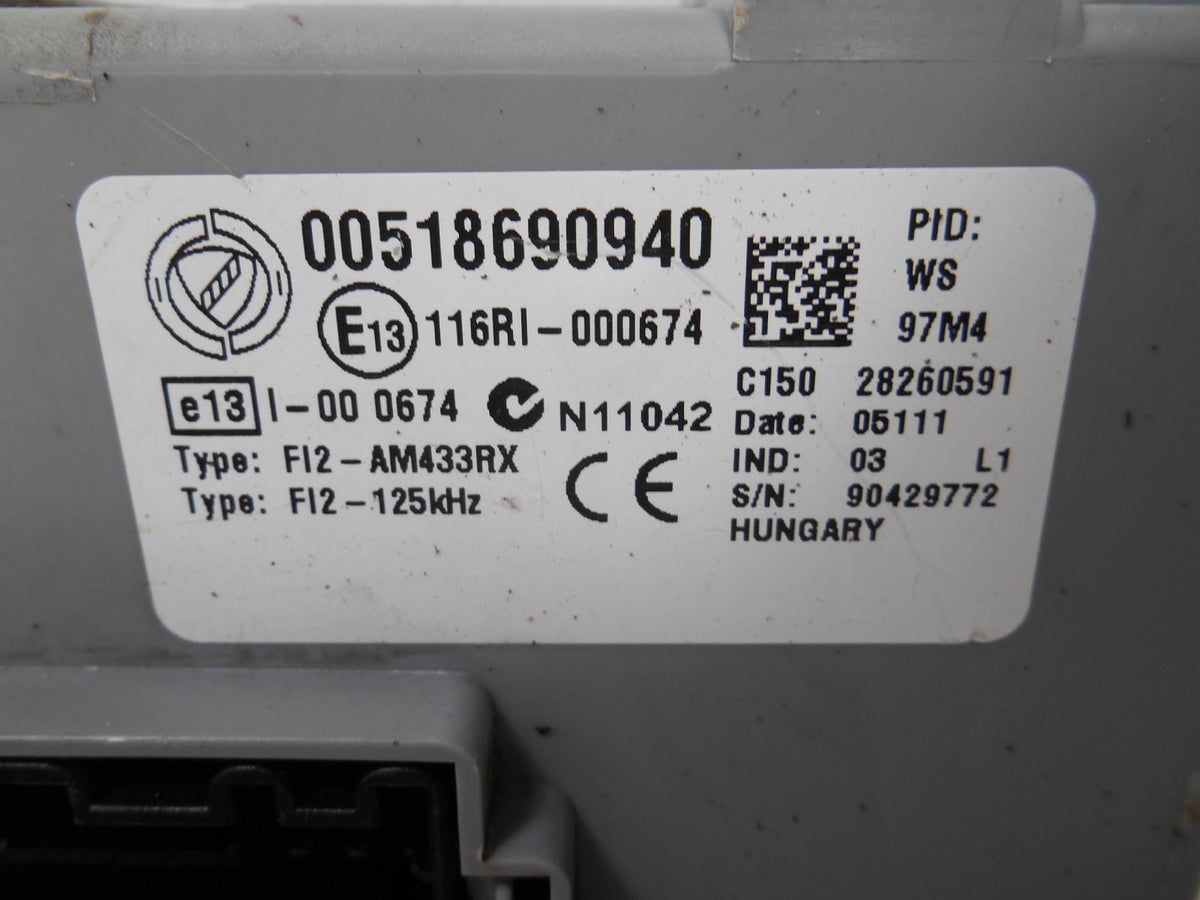 00518690940
E13 116RI-000674
e13 I-00 0674 N11042
Type: FI2-AM433RX
Type: FI2-125kHz
PID:
WS
97M4
C150 28260591
Date: 05111
IND: 03 L1
S/N: 90429772
HUNGARY